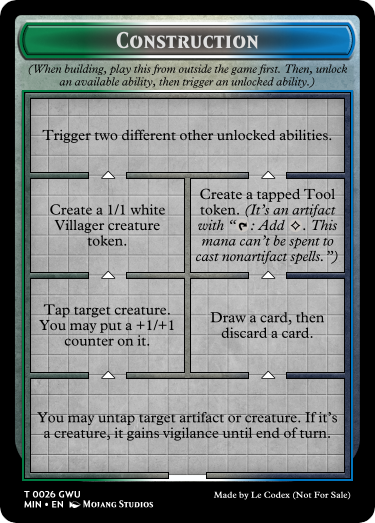 CONSTRUCTION
(When building, play this from outside the game first. Then, unlock
an available ability, then trigger an unlocked ability.)
Trigger two different other unlocked abilities.
Create a 1/1 white
Villager creature
token.
Create a tapped Tool
token. (It's an artifact
with “: Add . This
mana can't be spent to
cast nonartifact spells.”)
Tap target creature.
You may put a +1/+1
counter on it.
Draw a card, then
discard a card.
You may untap target artifact or creature. If it's
a creature, it gains vigilance until end of turn.
T 0026 GWU
MIN • EN Mojang Studios
Made by Le Codex (Not For Sale)